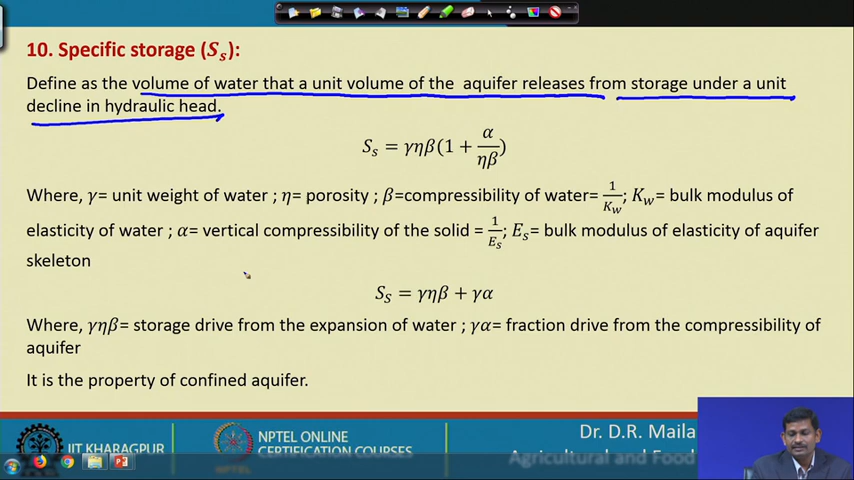 10. Specific storage (𝑺𝒔):
Define as the volume of water that a unit volume of the aquifer releases from storage under a unit
decline in hydraulic head.
𝑆𝑠 = 𝛾𝜂𝛽(1 + α/𝜂𝛽)
Where, 𝛾= unit weight of water ; 𝜂= porosity ; 𝛽=compressibility of water= 1/𝐾𝑊; 𝐾𝑤= bulk modulus of
elasticity of water ; 𝛼= vertical compressibility of the solid = 1/𝐸𝑠; 𝐸𝑠= bulk modulus of elasticity of aquifer
skeleton
𝑆𝑆 = 𝛾𝜂𝛽 + 𝛾𝛼
Where, 𝛾𝜂𝛽= storage drive from the expansion of water ; 𝛾𝛼= fraction drive from the compressibility of
aquifer
It is the property of confined aquifer.
IIT KHARAGPUR
NPTEL ONLINE
CERTIFICATION COURSES
Dr. D.R. Maila
Agricultural and Food